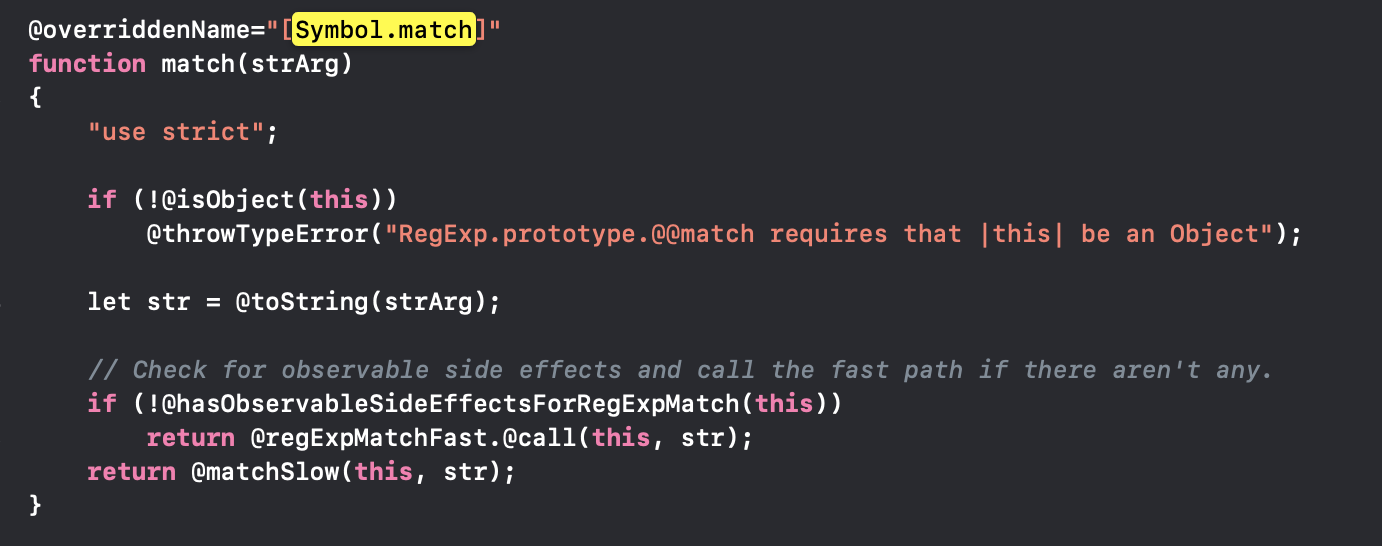 @overriddenName="[Symbol.match]"
function match(strArg)
{
    "use strict";

    if (!@isObject(this))
        @throwTypeError("RegExp.prototype.@@match requires that |this| be an Object");

    let str = @toString(strArg);

    // Check for observable side effects and call the fast path if there aren't any.
    if (!@hasObservableSideEffectsForRegExpMatch(this))
        return @regExpMatchFast.@call(this, str);
    return @matchSlow(this, str);
}